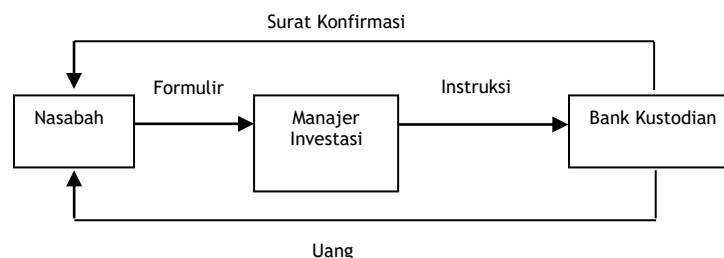 Surat Konfirmasi
Formulir
Instruksi
Nasabah
Manajer
Investasi
Bank Kustodian
Uang